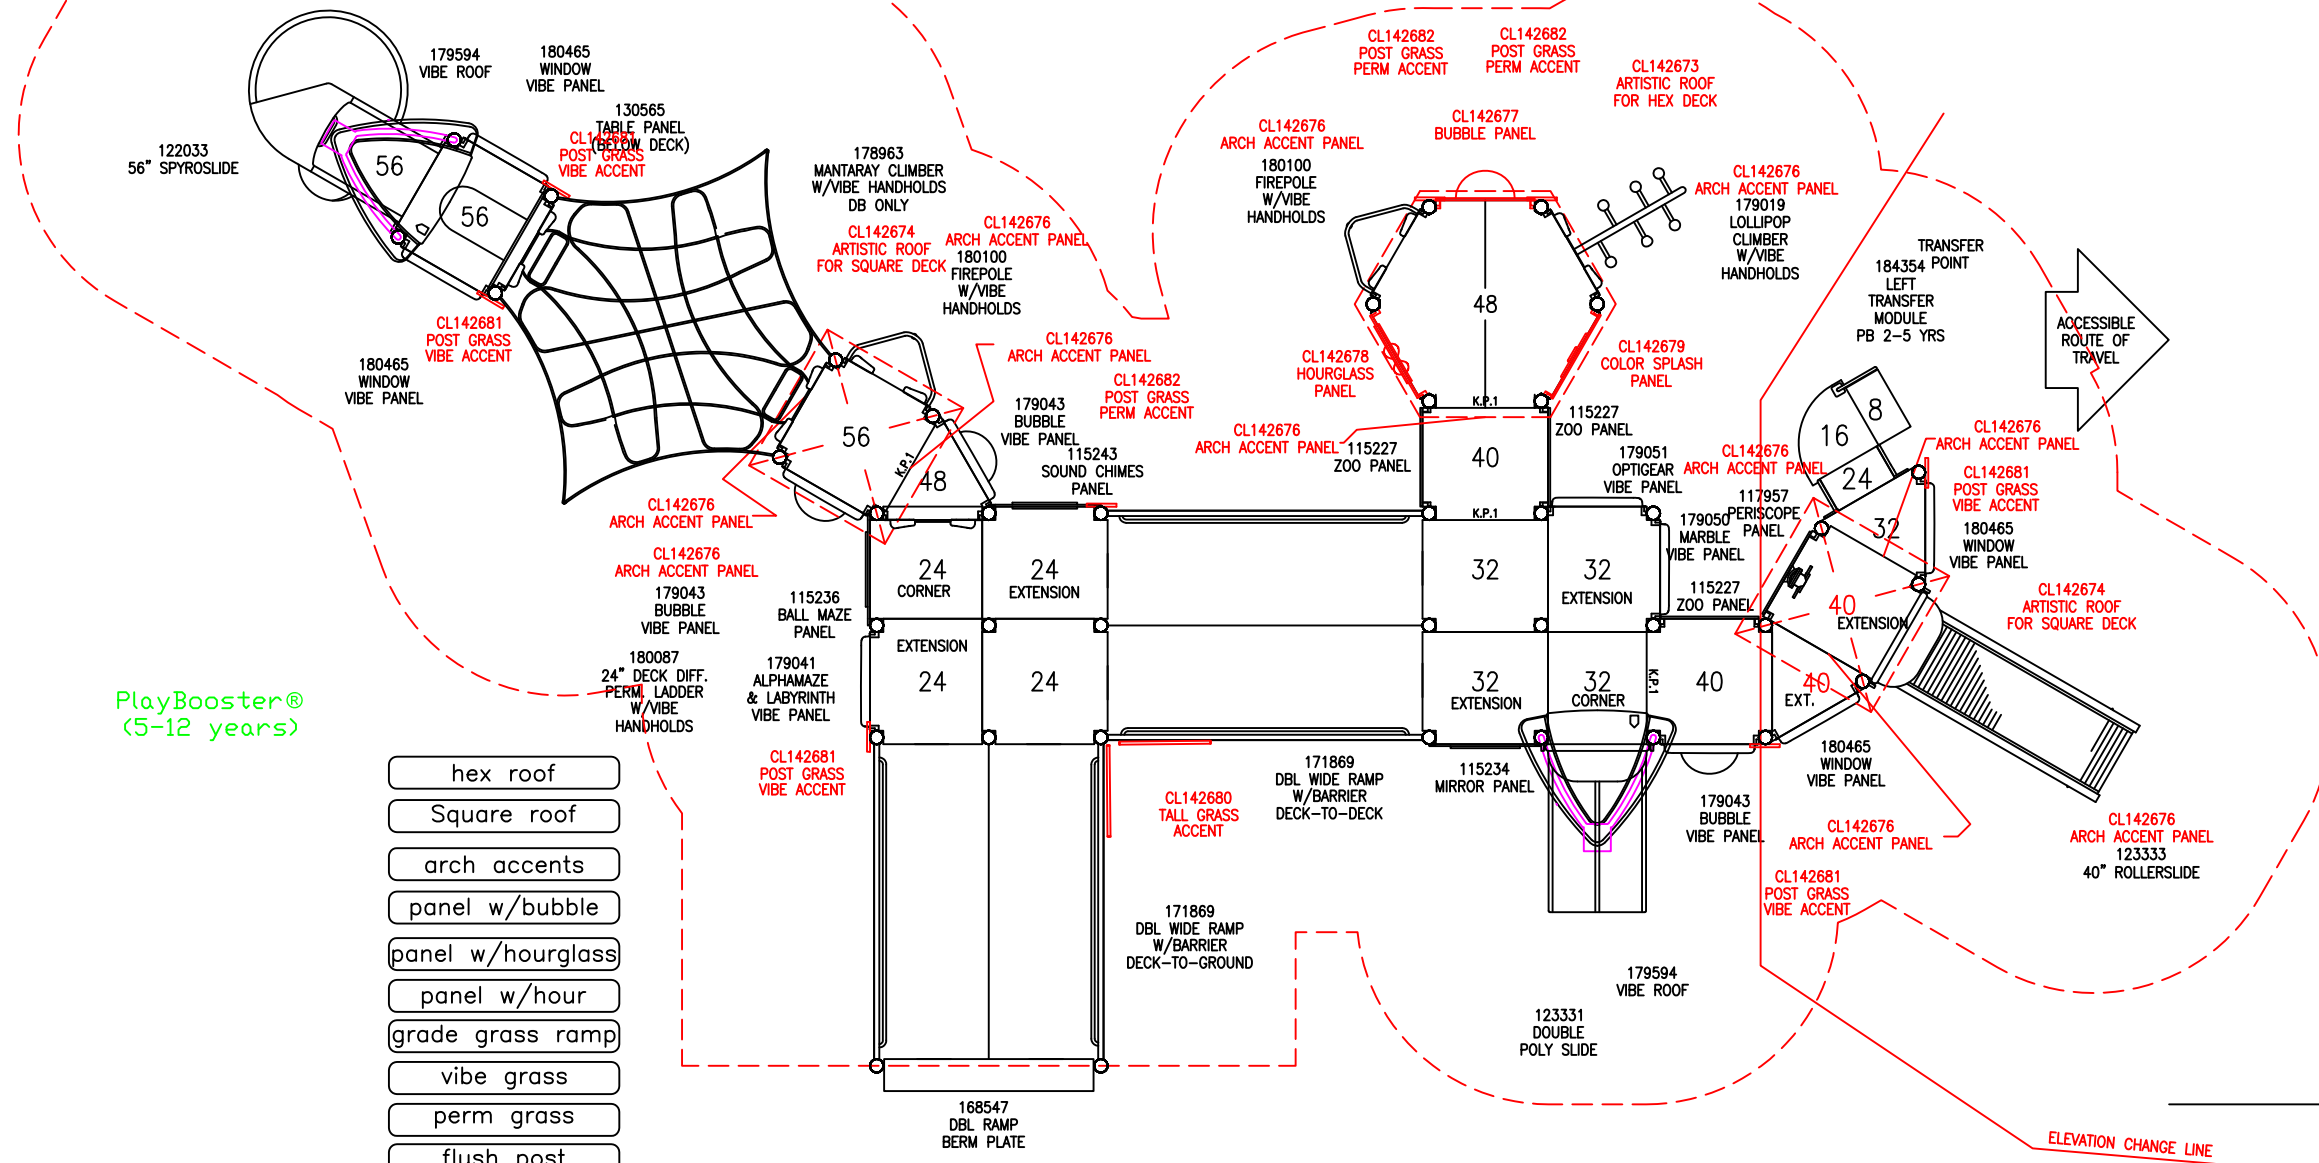 179594
VIBE ROOF
180465
WINDOW
VIBE PANEL
130565
TABLE PANEL
(BELOW DECK)
CL142681
POST GRASS
VIBE ACCENT
122033
56" SPYROSLIDE
56
56
178963
MANTARAY CLIMBER
W/VIBE HANDHOLDS
DB ONLY
CL142674
ARTISTIC ROOF
FOR SQUARE DECK
CL142676
ARCH ACCENT PANEL
180100
FIREPOLE
W/VIBE
HANDHOLDS
CL142681
POST GRASS
VIBE ACCENT
180465
WINDOW
VIBE PANEL
CL142676
ARCH ACCENT PANEL
CL142682
POST GRASS
PERM ACCENT
179043
BUBBLE
VIBE PANEL
115243
SOUND CHIMES
PANEL
56
K.P.1
48
CL142676
ARCH ACCENT PANEL
CL142676
ARCH ACCENT PANEL
179043
BUBBLE
VIBE PANEL
115236
BALL MAZE
PANEL
180087
24" DECK DIFF.
PERM. LADDER
W/VIBE
HANDHOLDS
179041
ALPHAMAZE
& LABYRINTH
VIBE PANEL
CL142681
POST GRASS
VIBE ACCENT
24
CORNER
24
EXTENSION
EXTENSION
24
24
CL142682
POST GRASS
PERM ACCENT
CL142682
POST GRASS
PERM ACCENT
CL142673
ARTISTIC ROOF
FOR HEX DECK
CL142676
ARCH ACCENT PANEL
180100
FIREPOLE
W/VIBE
HANDHOLDS
CL142677
BUBBLE PANEL
CL142676
ARCH ACCENT PANEL
179019
LOLLIPOP
CLIMBER
W/VIBE
HANDHOLDS
48
CL142678
HOURGLASS
PANEL
CL142679
COLOR SPLASH
PANEL
K.P.1
CL142676
ARCH ACCENT PANEL
115227
ZOO PANEL
115227
ZOO PANEL
40
K.P.1
179051
OPTIGEAR
VIBE PANEL
CL142676
ARCH ACCENT PANEL
117957
PERISCOPE
PANEL
179050
MARBLE
VIBE PANEL
115227
ZOO PANEL
32
32
EXTENSION
32
EXTENSION
32
CORNER
K.P.1
40
TRANSFER
POINT
184354
LEFT
TRANSFER
MODULE
PB 2-5 YRS
ACCESSIBLE
ROUTE OF
TRAVEL
8
16
24
32
CL142676
ARCH ACCENT PANEL
CL142681
POST GRASS
VIBE ACCENT
180465
WINDOW
VIBE PANEL
CL142674
ARTISTIC ROOF
FOR SQUARE DECK
40
EXTENSION
40
EXT.
180465
WINDOW
VIBE PANEL
CL142676
ARCH ACCENT PANEL
CL142676
ARCH ACCENT PANEL
123333
40" ROLLERSLIDE
179043
BUBBLE
VIBE PANEL
CL142681
POST GRASS
VIBE ACCENT
115234
MIRROR PANEL
171869
DBL WIDE RAMP
W/BARRIER
DECK-TO-DECK
CL142680
TALL GRASS
ACCENT
171869
DBL WIDE RAMP
W/BARRIER
DECK-TO-GROUND
179594
VIBE ROOF
123331
DOUBLE
POLY SLIDE
168547
DBL RAMP
BERM PLATE
ELEVATION CHANGE LINE
PlayBooster®
(5-12 years)
hex roof
Square roof
arch accents
panel w/bubble
panel w/hourglass
panel w/hour
grade grass ramp
vibe grass
perm grass
flush post